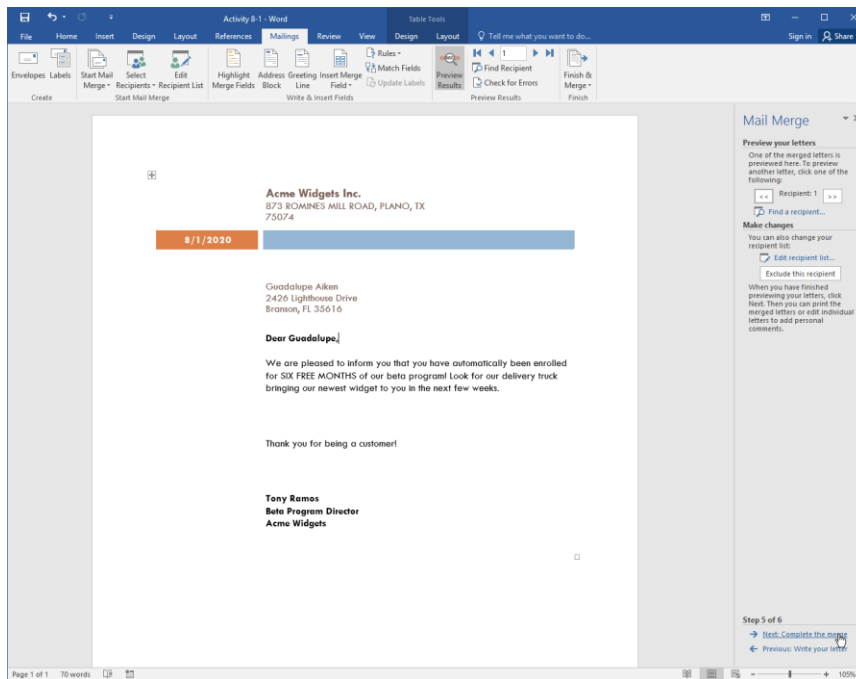 Activity 8-1 - Word
Table Tools
File Home Insert Design Layout References Mailings Review View Design Layout Tell me what you want to do... Sign in Share
Envelopes Labels
Create
Start Mail Merge
Select Recipients
Edit Recipient List
Start Mail Merge
Highlight Merge Fields
Address Block
Greeting Line
Insert Merge Field
Rules
Match Fields
Update Labels
Write & Insert Fields
ABC
Preview Results
1
Find Recipient
Check for Errors
Preview Results
Finish & Merge
Finish
Acme Widgets Inc.
873 ROMINES MILL ROAD, PLANO, TX
75074
8/1/2020
Guadalupe Aiken
2426 Lighthouse Drive
Branson, FL 35616
Dear Guadalupe,
We are pleased to inform you that you have automatically been enrolled
for SIX FREE MONTHS of our beta program! Look for our delivery truck
bringing our newest widget to you in the next few weeks.
Thank you for being a customer!
Tony Ramos
Beta Program Director
Acme Widgets
Mail Merge
Preview your letters
One of the merged letters is
previewed here. To preview
another letter, click one of the
following:
<< Recipient: 1 >>
Find a recipient...
Make changes
You can also change your
recipient list:
Edit recipient list...
Exclude this recipient
When you have finished
previewing your letters, click
Next. Then you can print the
merged letters or edit individual
letters to add personal
comments.
Step 5 of 6
Next: Complete the merge
Previous: Write your letter
Page 1 of 1 70 words
105%